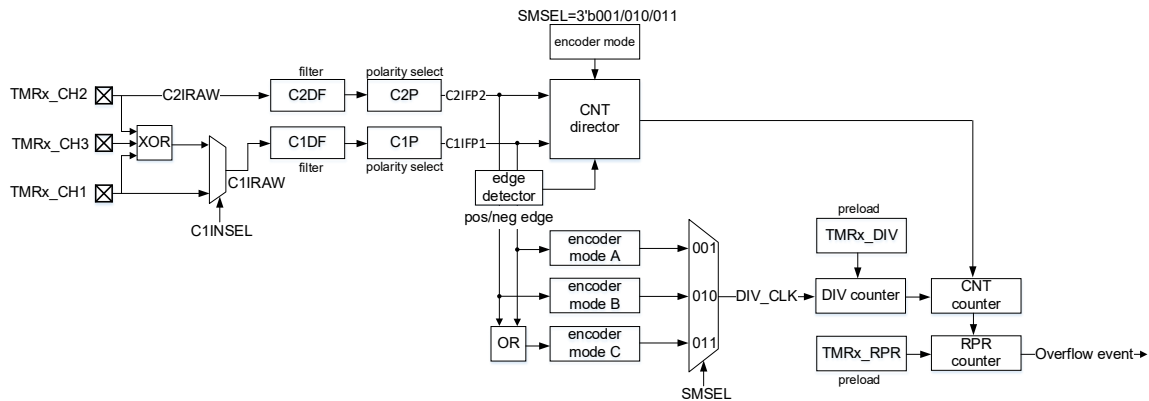 SMSEL=3'b001/010/011
encoder mode
filter
polarity select
TMRx_CH2
C2IRAW
C2DF
C2P
C2IFP2
CNT
director
TMRx_CH3
XOR
C1DF
C1P
C1IFP1
filter
polarity select
TMRx_CH1
C1IRAW
C1INSEL
edge
detector
pos/neg edge
encoder
mode A
001
preload
TMRx_DIV
encoder
mode B
010
DIV_CLK
DIV counter
CNT
counter
OR
encoder
mode C
011
TMRx_RPR
preload
RPR
counter
Overflow event
SMSEL